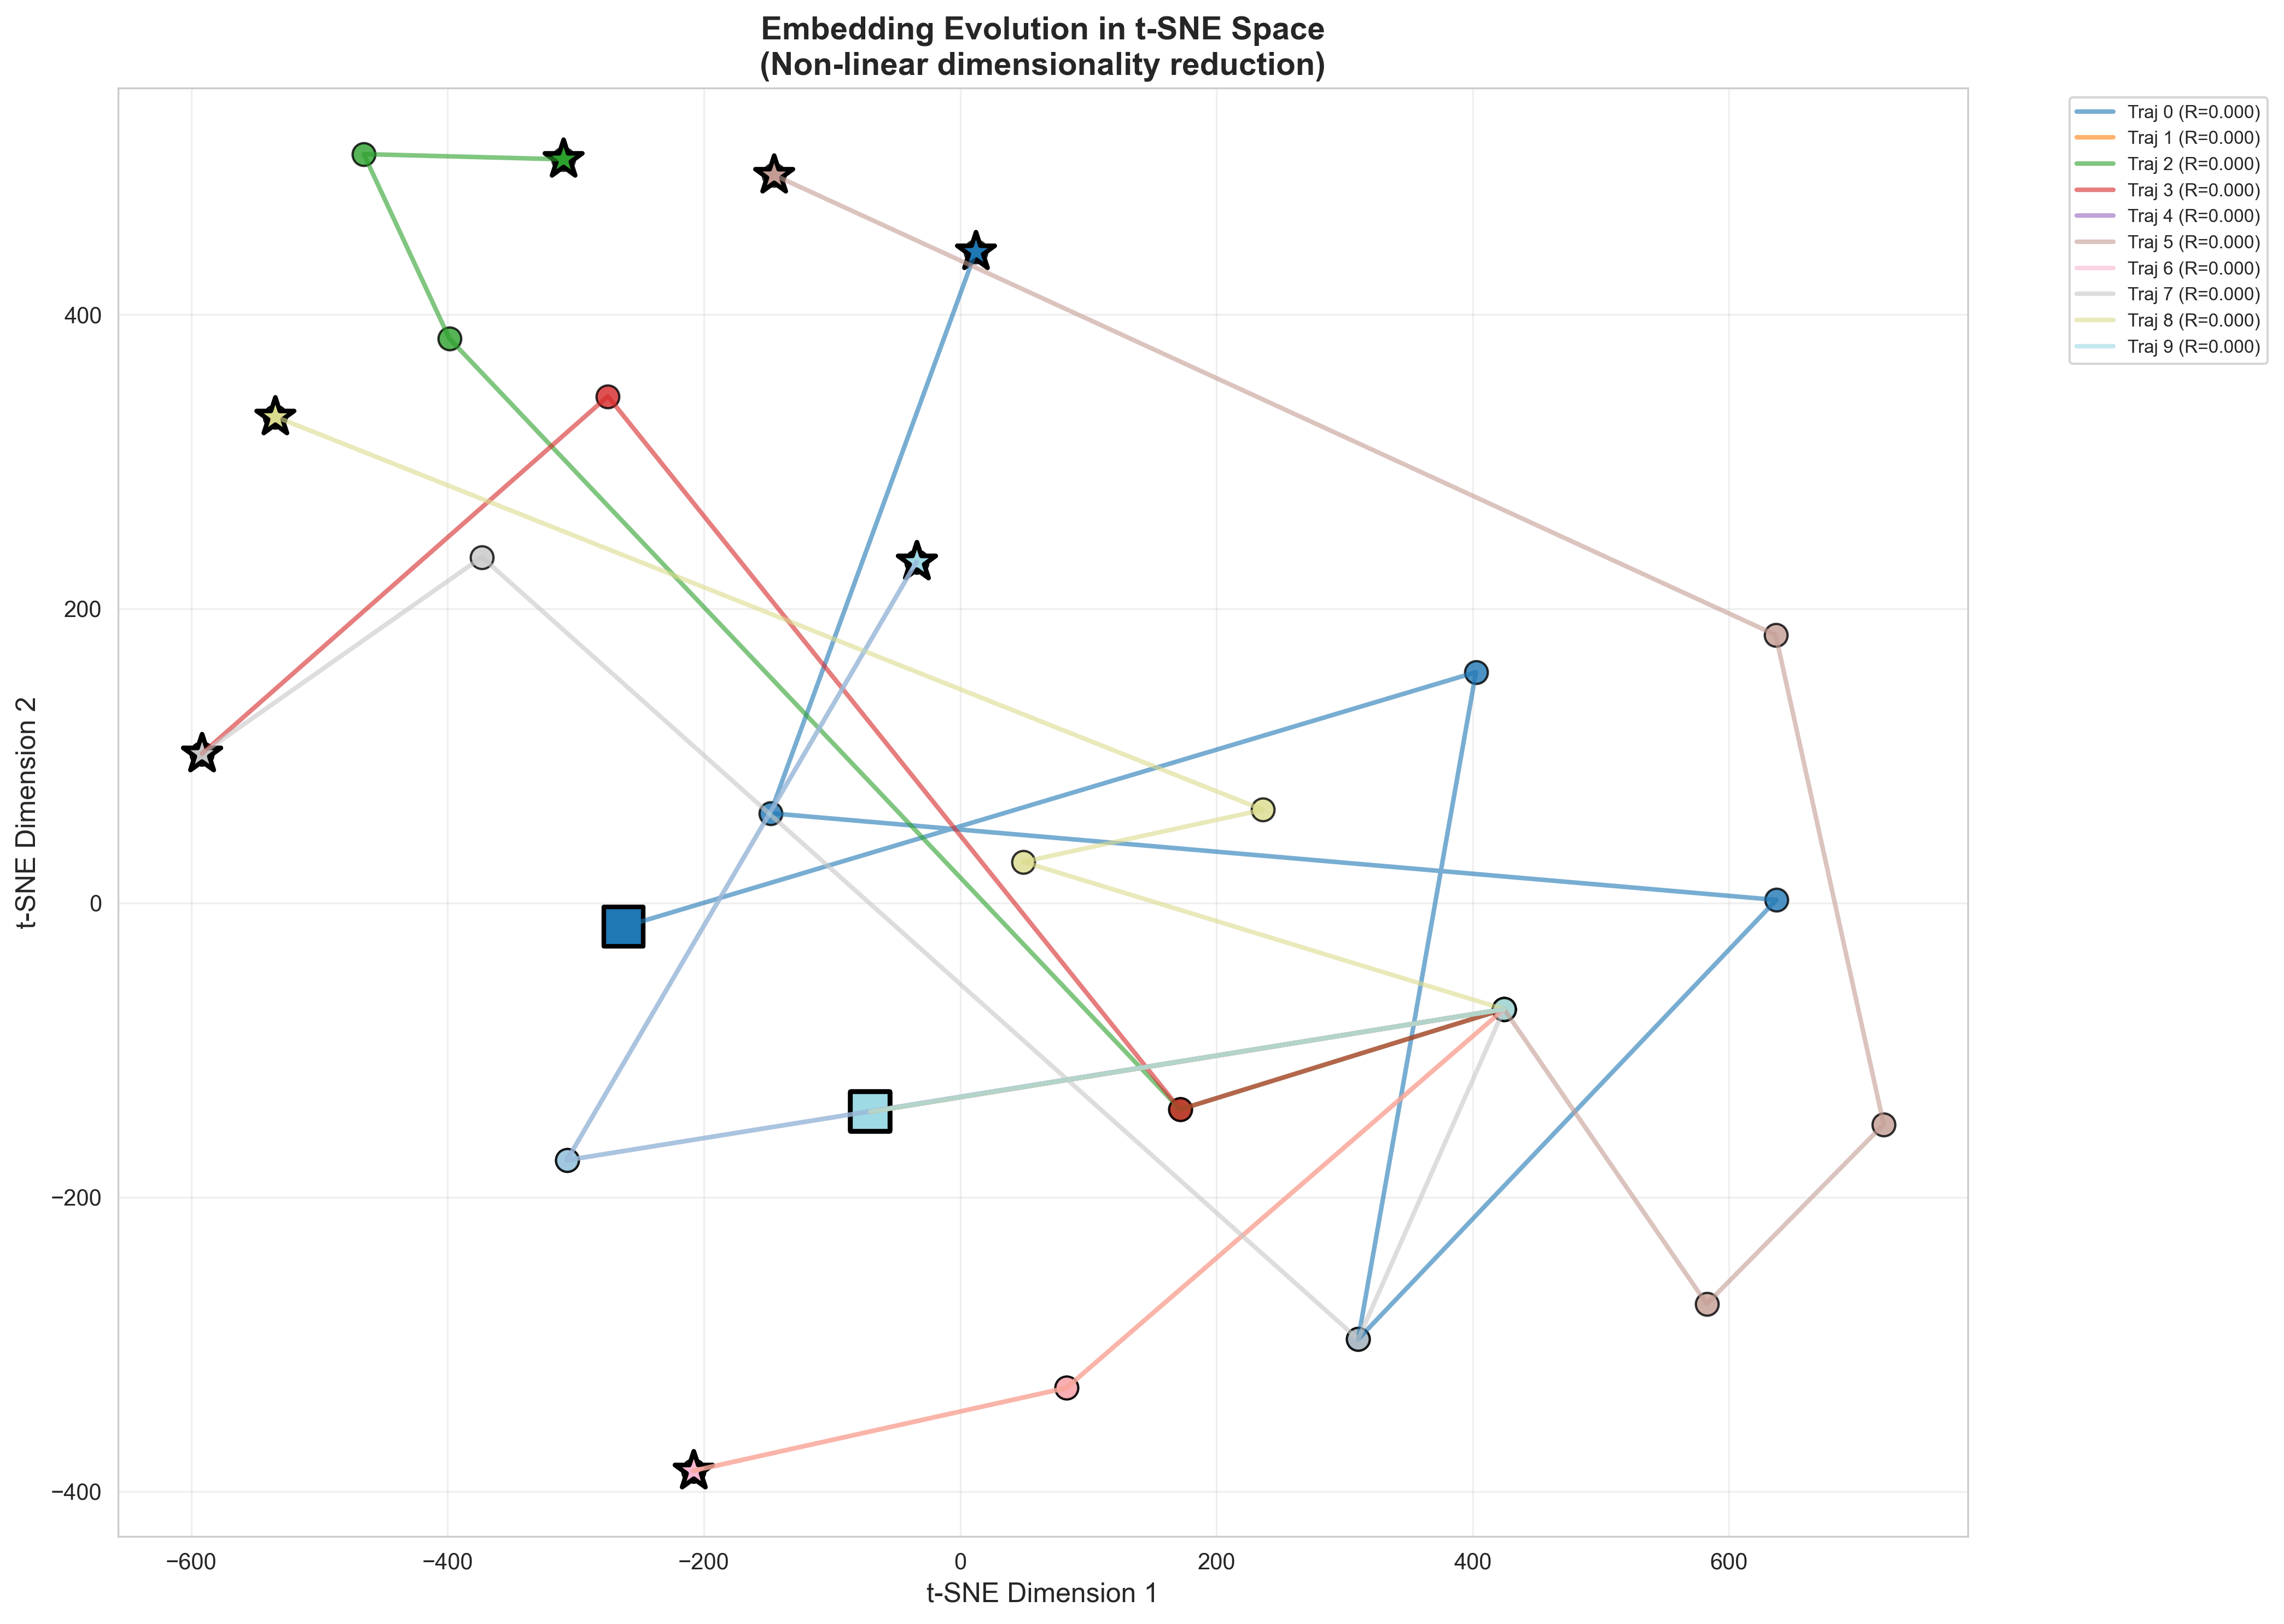 Embedding Evolution in t-SNE Space
(Non-linear dimensionality reduction)
Traj 0 (R=0.000)
Traj 1 (R=0.000)
Traj 2 (R=0.000)
Traj 3 (R=0.000)
Traj 4 (R=0.000)
Traj 5 (R=0.000)
Traj 6 (R=0.000)
Traj 7 (R=0.000)
Traj 8 (R=0.000)
Traj 9 (R=0.000)
t-SNE Dimension 2
400
200
0
−200
−400
−600 −400 −200 0 200 400 600
t-SNE Dimension 1